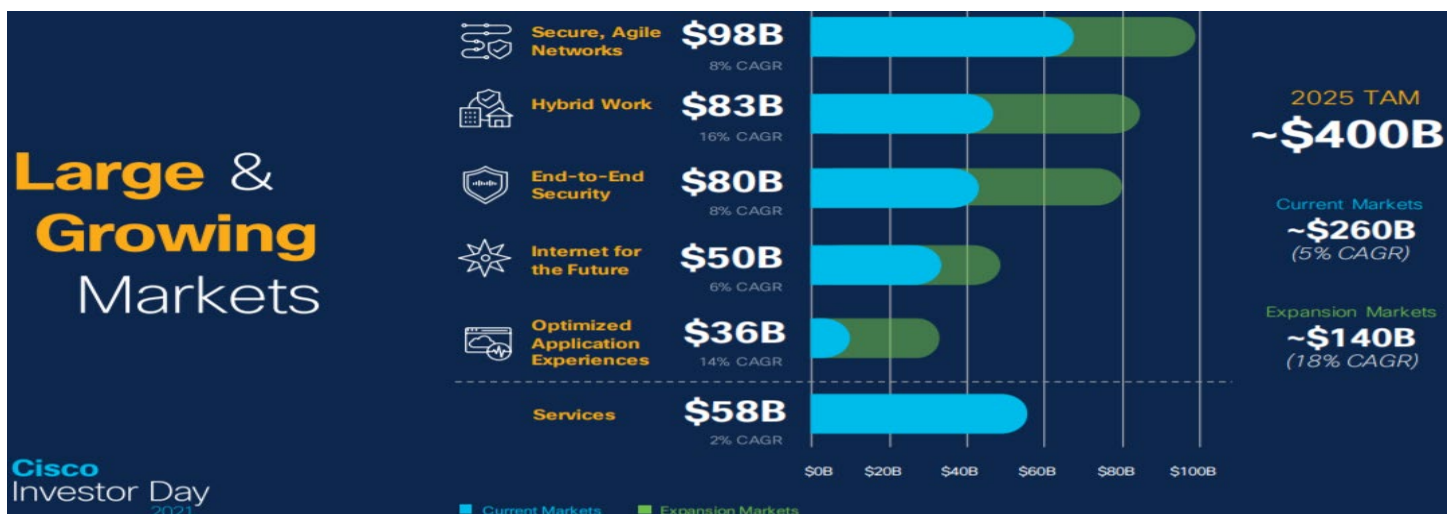 Large &
Growing
Markets
Cisco
Investor Day
2021
Secure, Agile
Networks
$98B
8% CAGR
Hybrid Work
$83B
16% CAGR
End-to-End
Security
$80B
8% CAGR
Internet for
the Future
$50B
6% CAGR
Optimized
Application
Experiences
$36B
14% CAGR
Services
$58B
2% CAGR
$0B
$20B
$40B
$60B
$80B
$100B
Current Markets
Expansion Markets
2025 TAM
~$400B
Current Markets
~$260B
(5% CAGR)
Expansion Markets
~$140B
(18% CAGR)